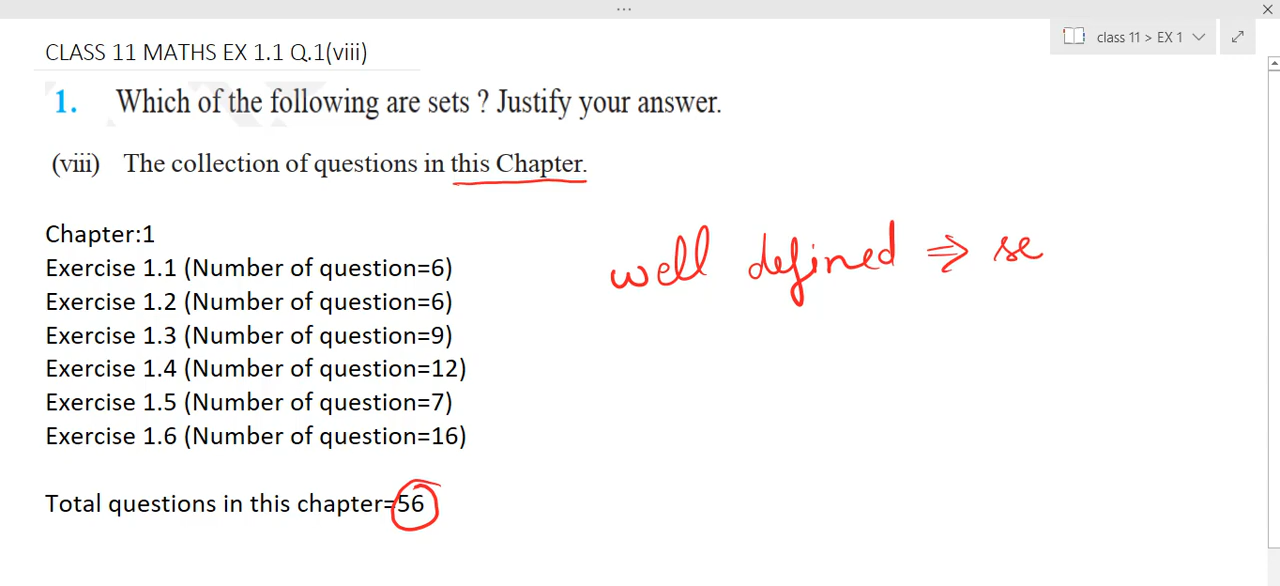 CLASS 11 MATHS EX 1.1 Q.1(viii)
class 11 > EX 1
1. Which of the following are sets ? Justify your answer.
(viii) The collection of questions in this Chapter.
Chapter:1
Exercise 1.1 (Number of question=6)
well defined ⇒ se
Exercise 1.2 (Number of question=6)
Exercise 1.3 (Number of question=9)
Exercise 1.4 (Number of question=12)
Exercise 1.5 (Number of question=7)
Exercise 1.6 (Number of question=16)
Total questions in this chapter=56